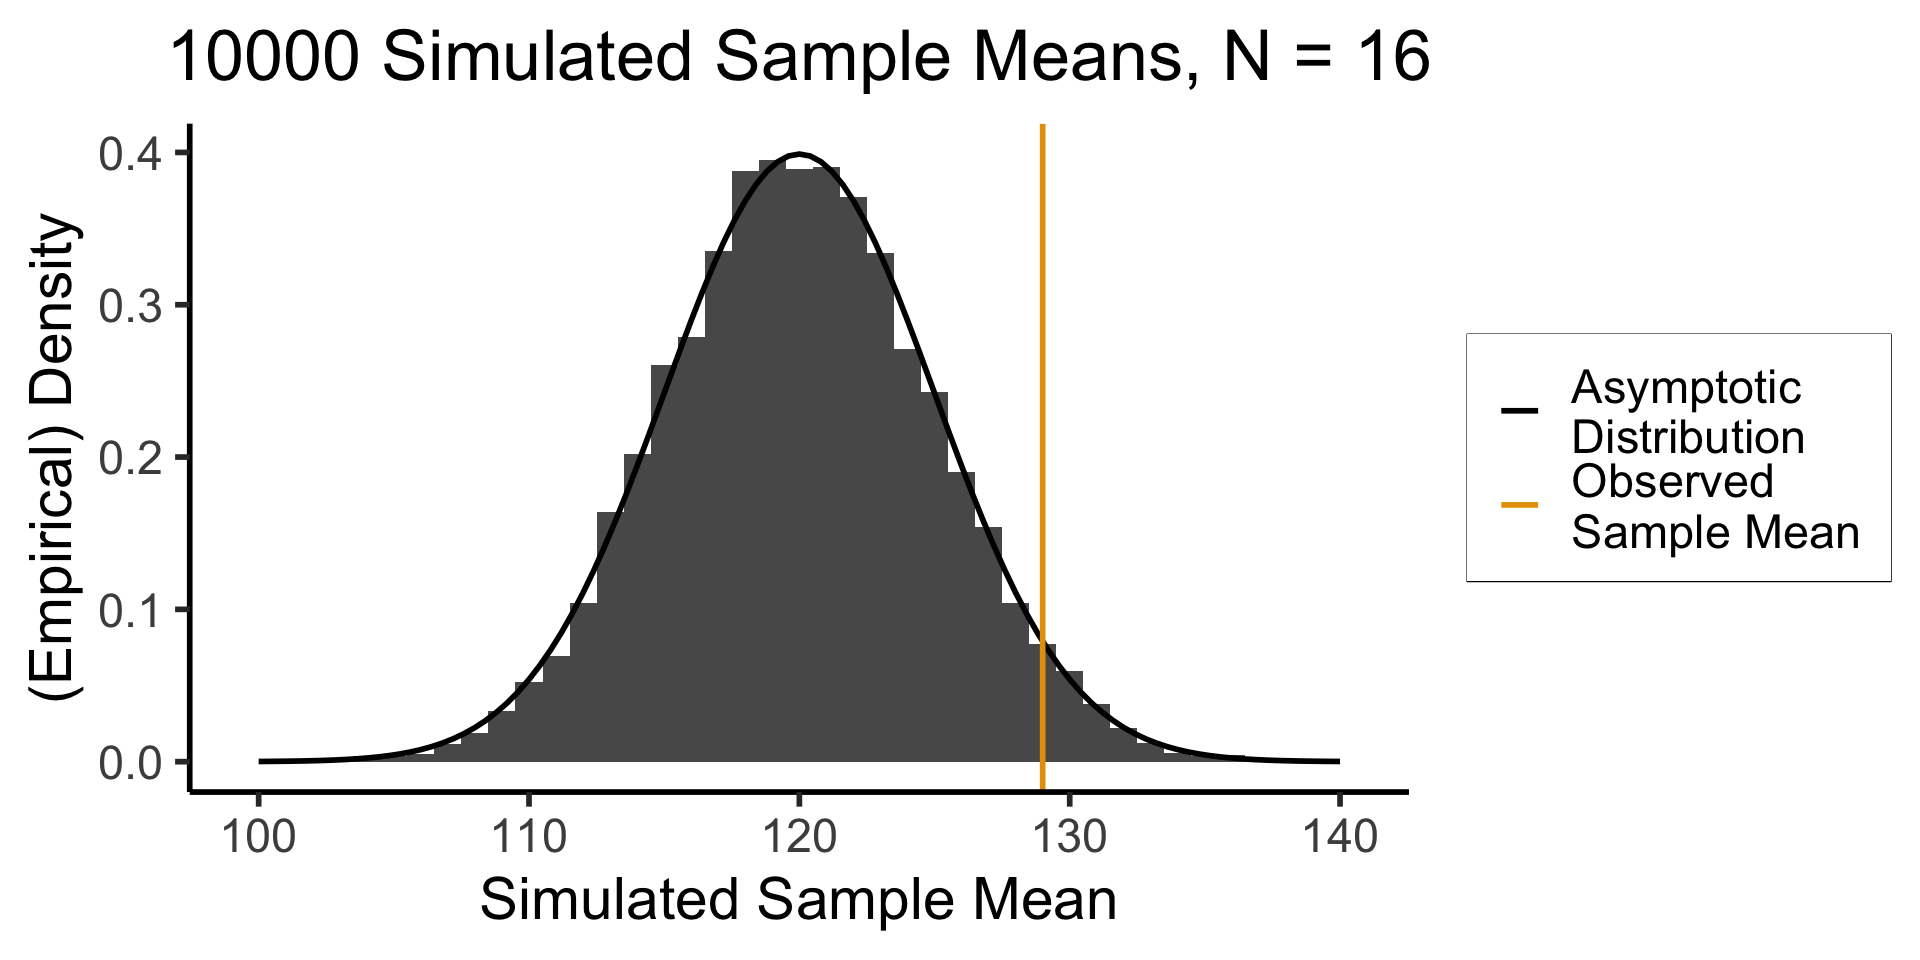 10000 Simulated Sample Means, N = 16
(Empirical) Density
0.4
0.3
0.2
0.1
0.0
100 110 120 130 140
Simulated Sample Mean
Asymptotic
Distribution
Observed
Sample Mean